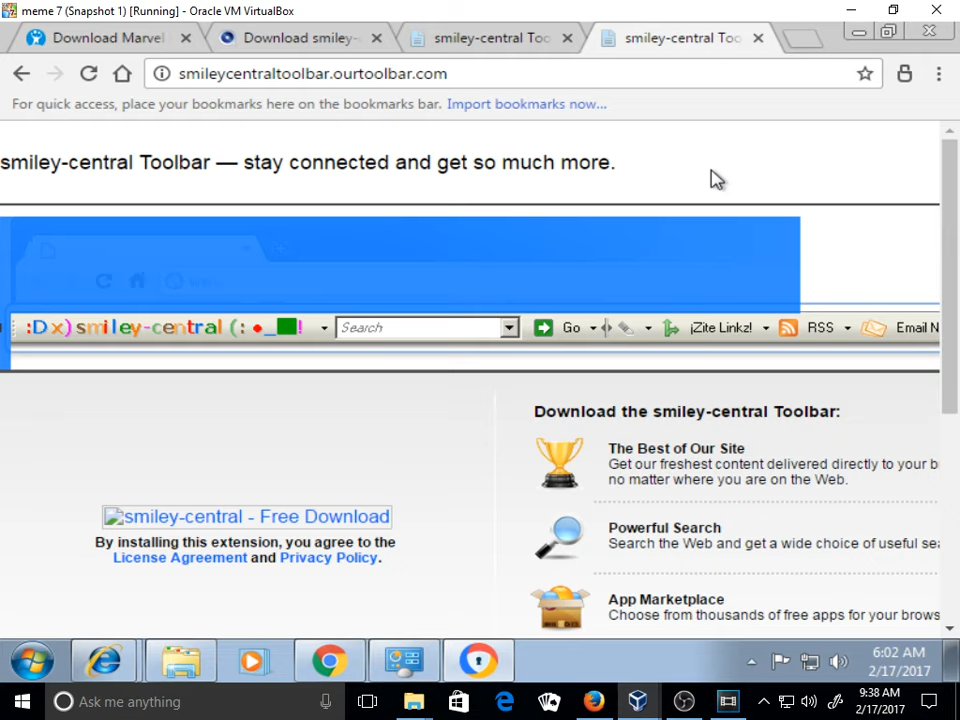 meme 7 (Snapshot 1) [Running] - Oracle VM VirtualBox
Download Marvel
Download smiley-
smiley-central Too
smiley-central Too
smileycentraltoolbar.ourtoolbar.com
For quick access, place your bookmarks here on the bookmarks bar. Import bookmarks now...
smiley-central Toolbar — stay connected and get so much more.
:Dx)smiley-central (: ●_■! Search Go ¡Zite Linkz! RSS Email N
Download the smiley-central Toolbar:
The Best of Our Site
Get our freshest content delivered directly to your b
no matter where you are on the Web.
Powerful Search
Search the Web and get a wide choice of useful sea
App Marketplace
Choose from thousands of free apps for your brows
smiley-central - Free Download
By installing this extension, you agree to the
License Agreement and Privacy Policy.
6:02 AM
2/17/2017
Ask me anything
9:38 AM
2/17/2017